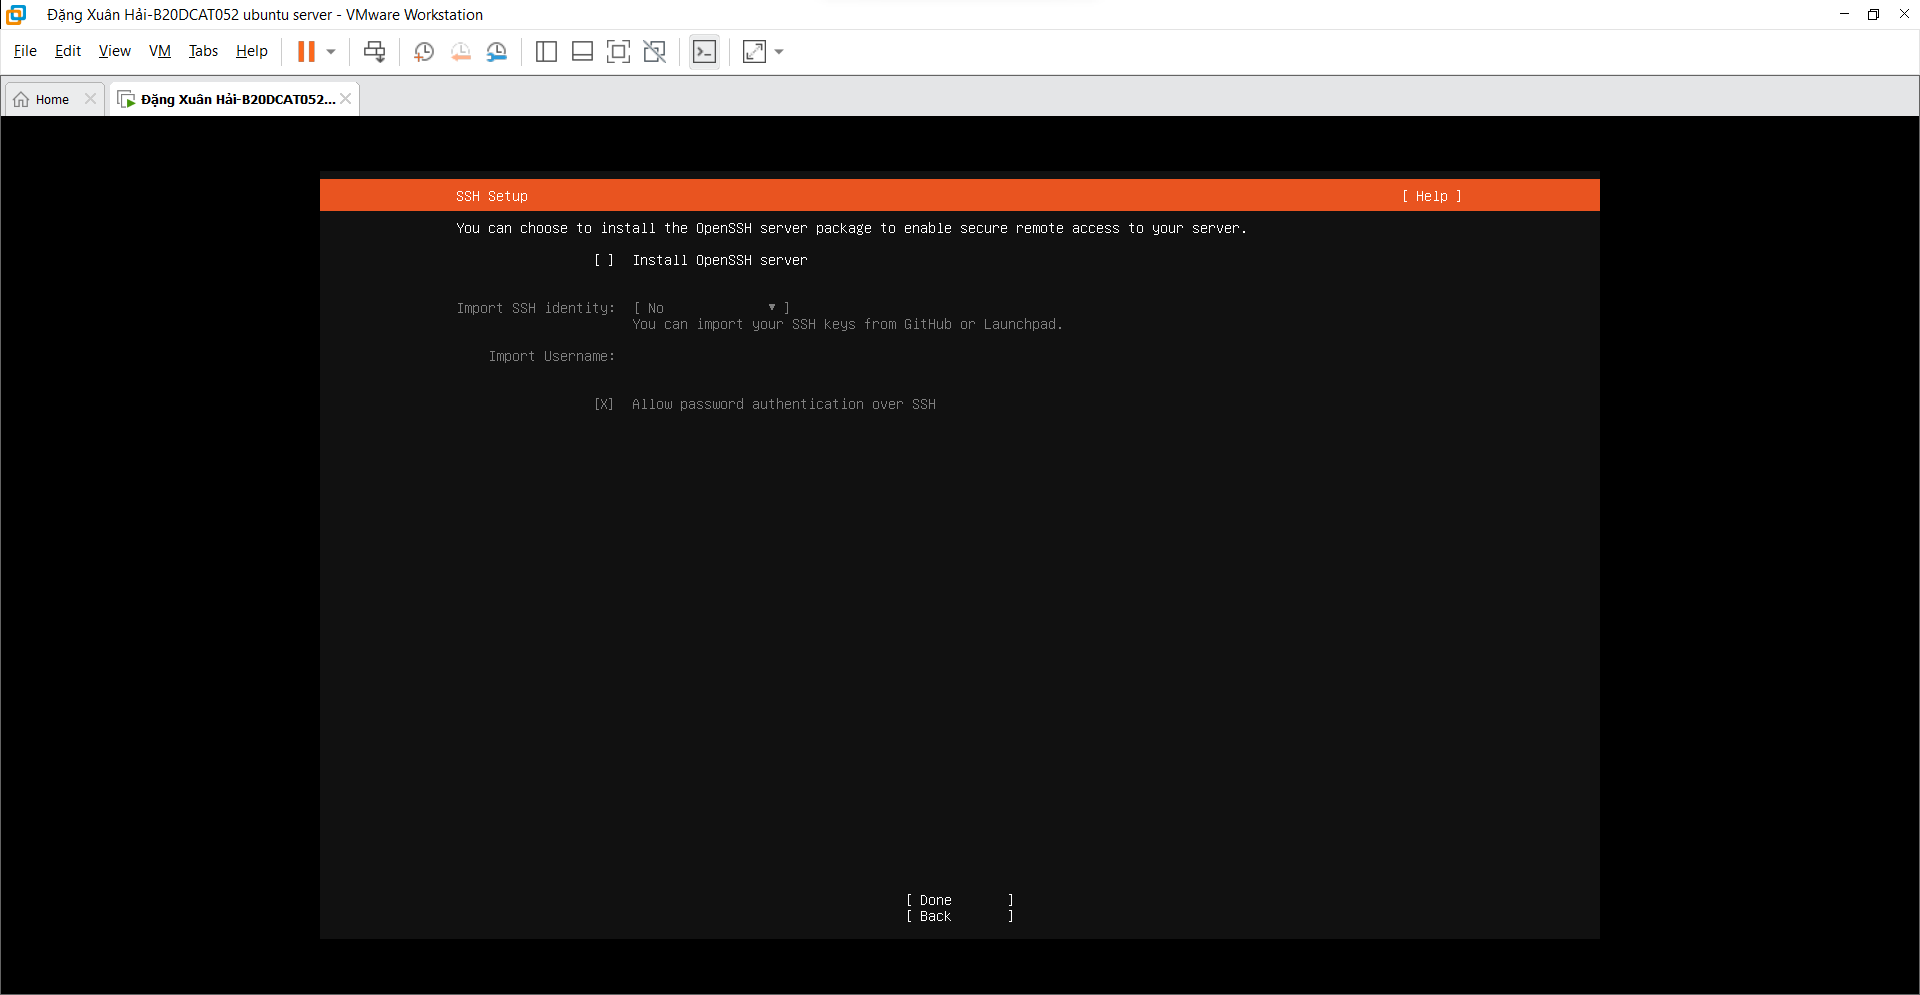 Đặng Xuân Hải-B20DCAT052 ubuntu server - VMware Workstation
File Edit View VM Tabs Help
Home Đặng Xuân Hải-B20DCAT052...
SSH Setup [ Help ]
You can choose to install the OpenSSH server package to enable secure remote access to your server.
[ ] Install OpenSSH server
Import SSH identity: [ No ▼ ]
You can import your SSH keys from GitHub or Launchpad.
Import Username:
[X] Allow password authentication over SSH
[ Done ]
[ Back ]